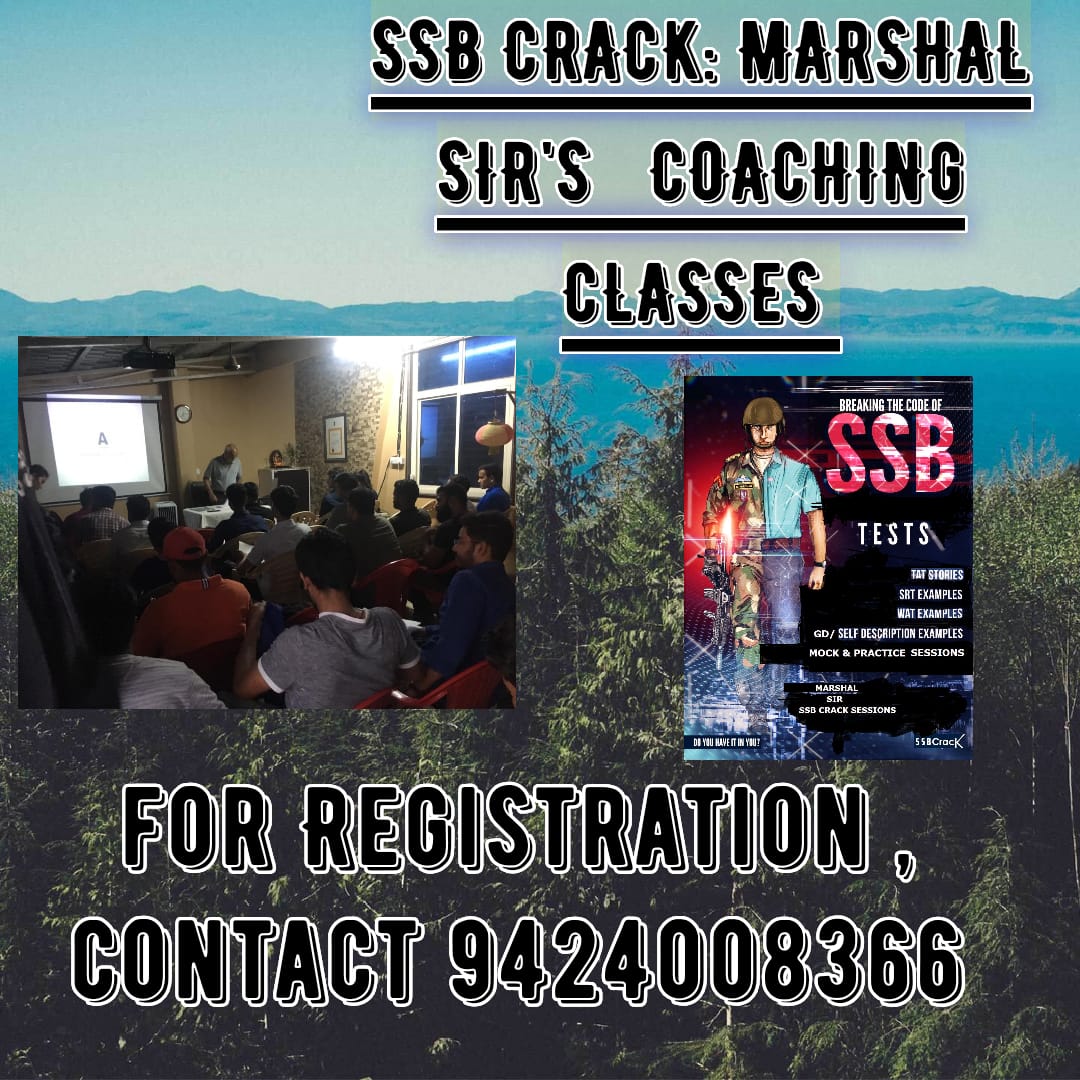 SSB CRACK: MARSHAL
SIR'S COACHING
CLASSES
A
BREAKING THE CODE OF
SSB
TESTS
TAT STORIES
SRT EXAMPLES
WAT EXAMPLES
GD/ SELF DESCRIPTION EXAMPLES
MOCK & PRACTICE SESSIONS
MARSHAL
SIR
SSB CRACK SESSIONS
DO YOU HAVE IT IN YOU?
SSBCracK
FOR REGISTRATION ,
CONTACT 9424008366